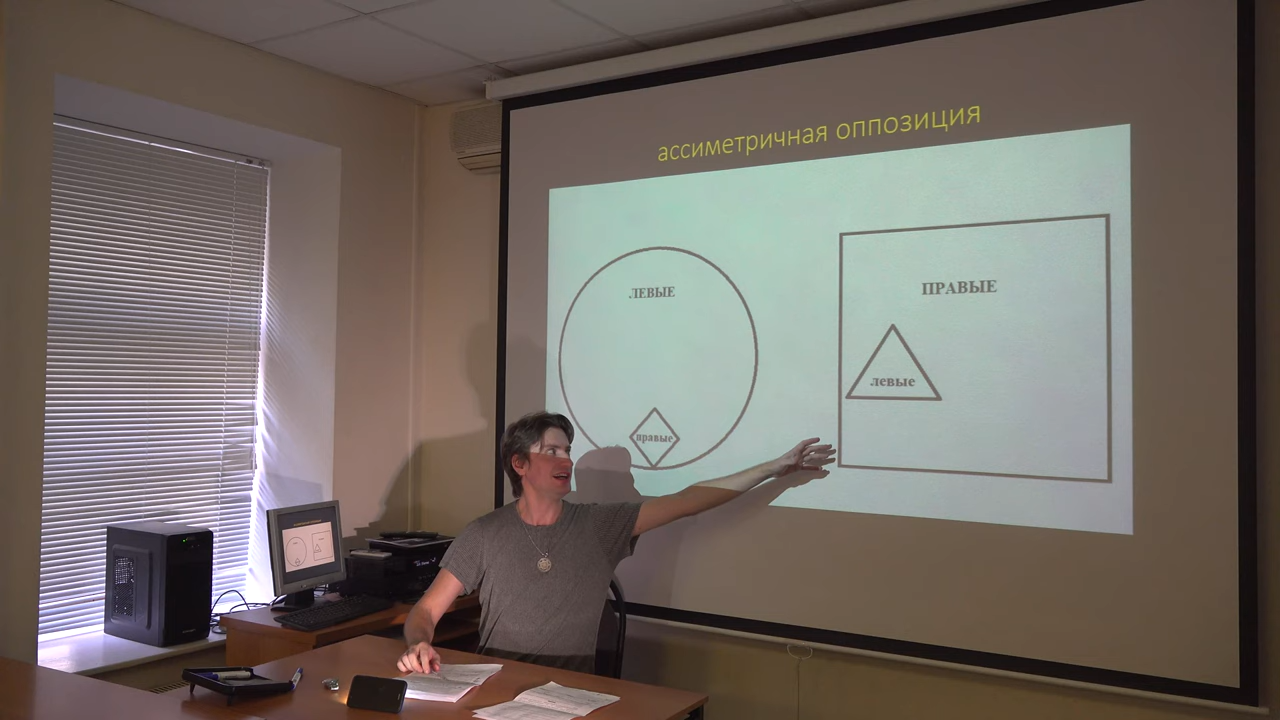 ассиметричная оппозиция
ЛЕВЫЕ
ПРАВЫЕ
левые
правые